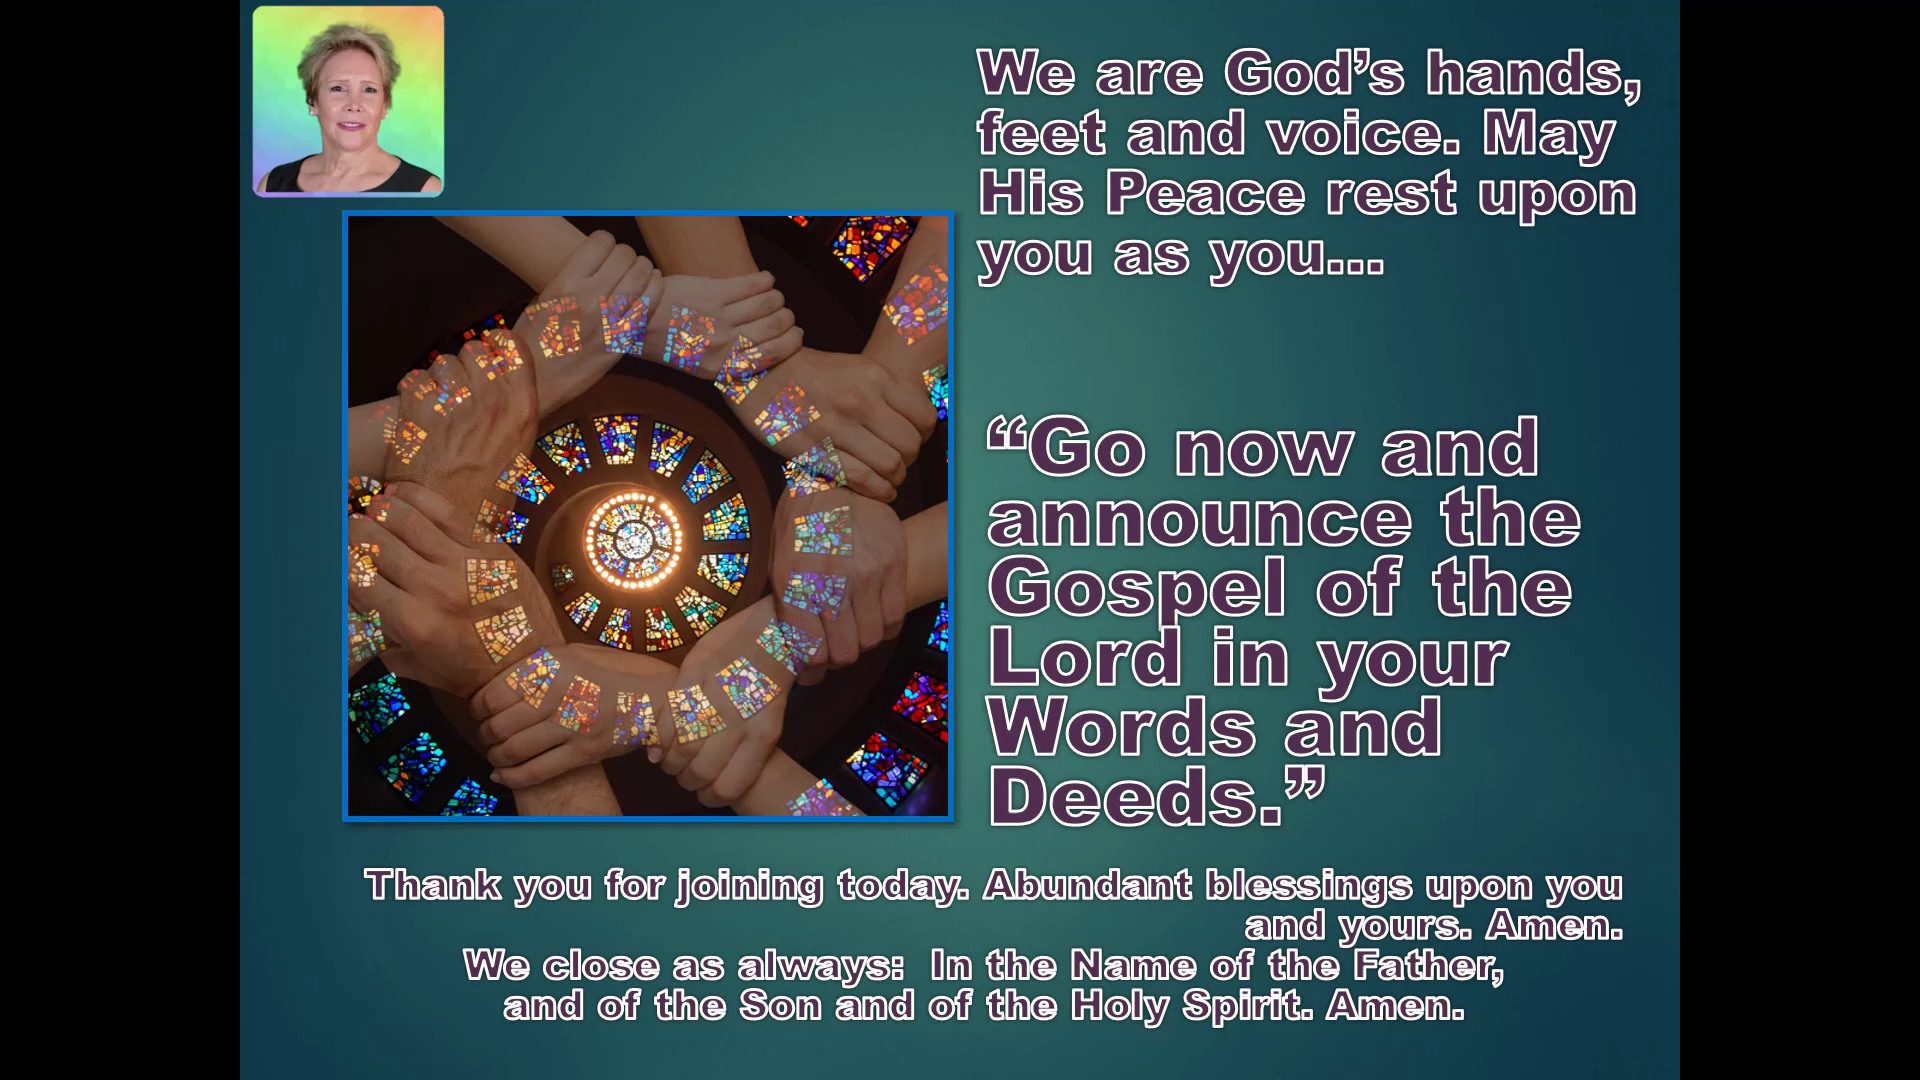 We are God’s hands,
feet and voice. May
His Peace rest upon
you as you...
“Go now and
announce the
Gospel of the
Lord in your
Words and
Deeds.”
Thank you for joining today. Abundant blessings upon you
and yours. Amen.
We close as always:  In the Name of the Father,
and of the Son and of the Holy Spirit. Amen.